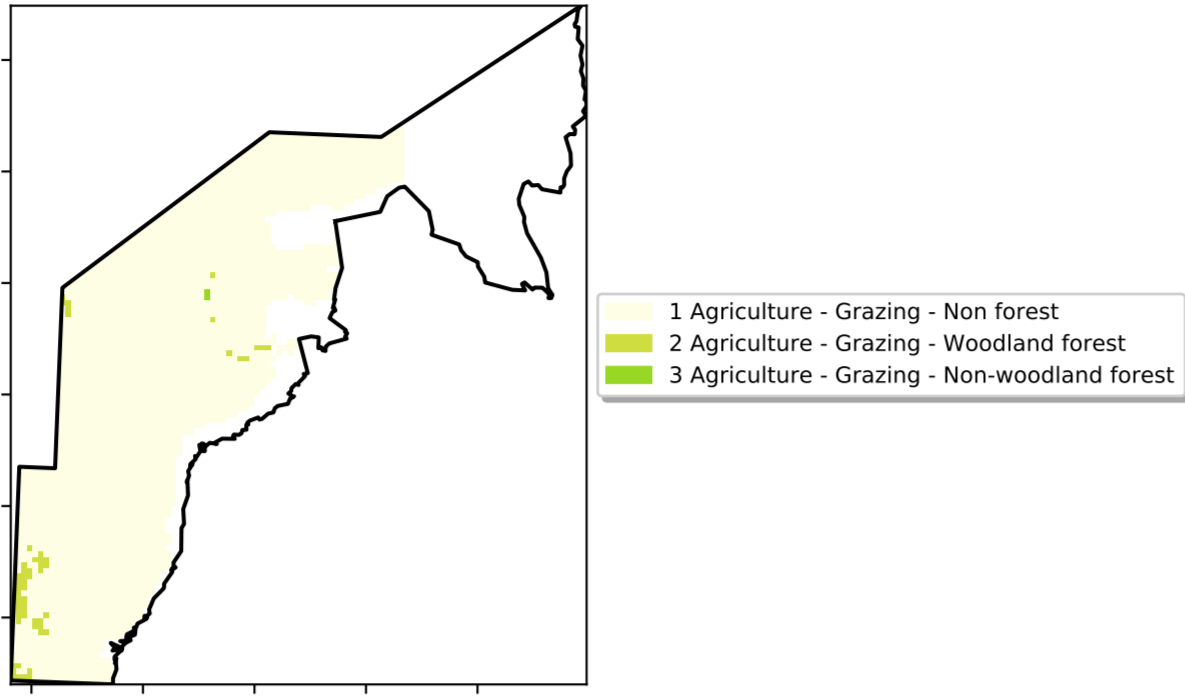 1 Agriculture - Grazing - Non forest
2 Agriculture - Grazing - Woodland forest
3 Agriculture - Grazing - Non-woodland forest